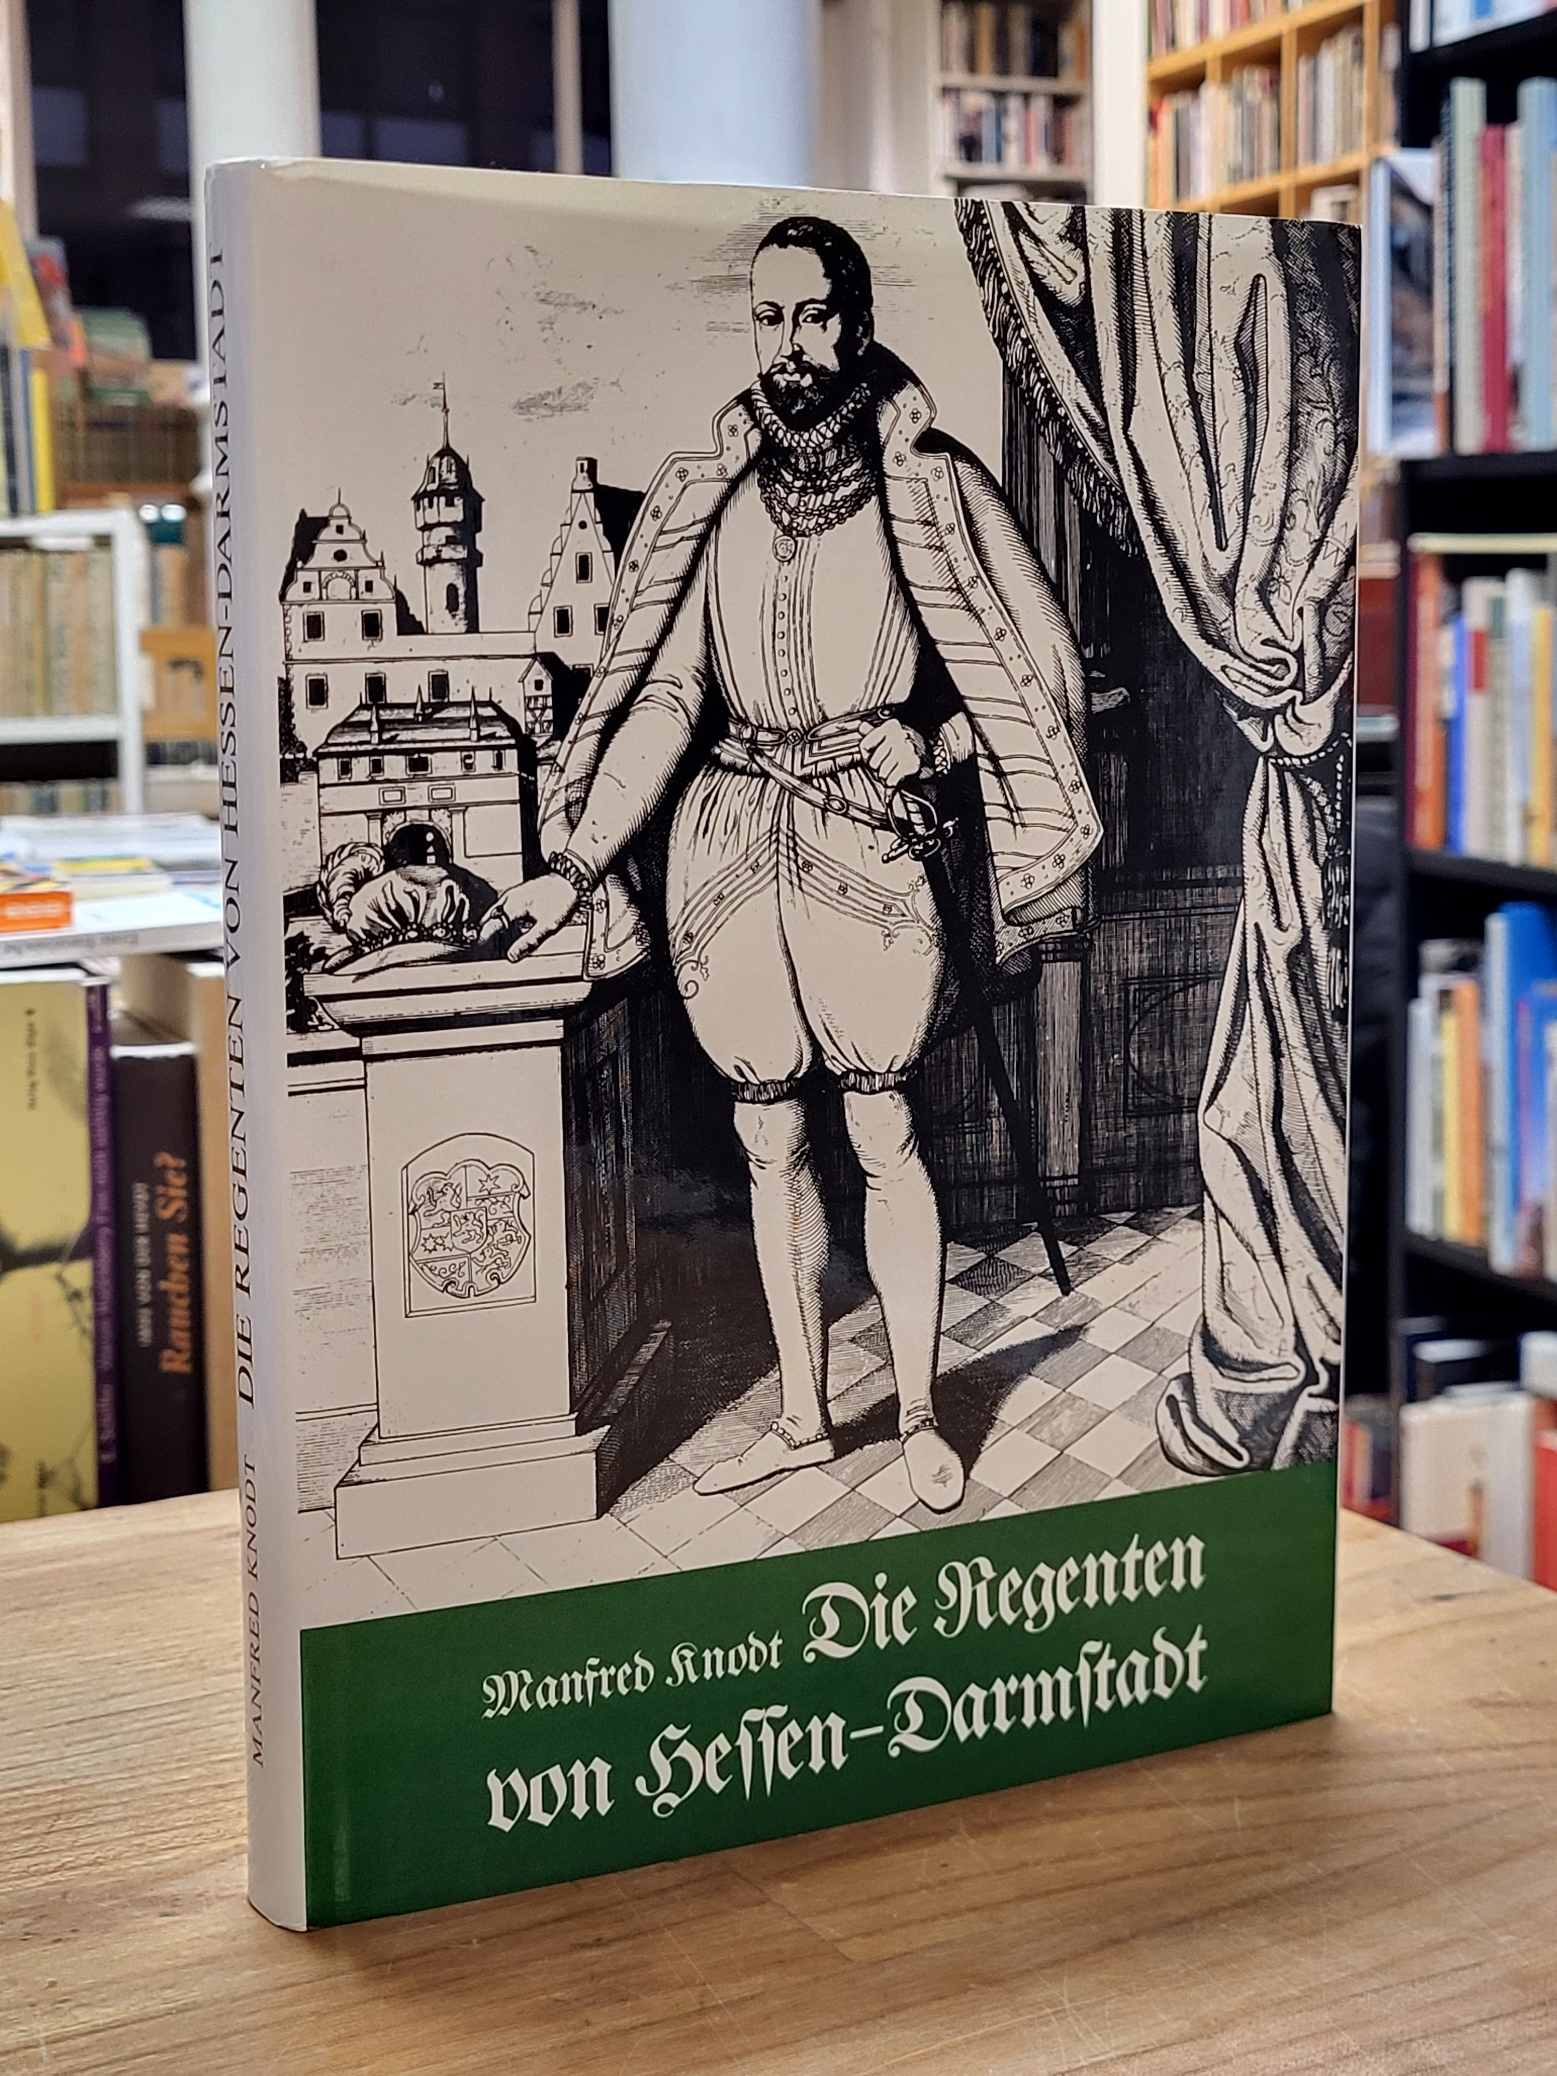 MANFRED KNODT DIE REGENTEN VON HESSEN-DARMSTADT
Manfred Knodt Die Regenten
von Heſſen-Darmſtadt
Rauchen Sie?